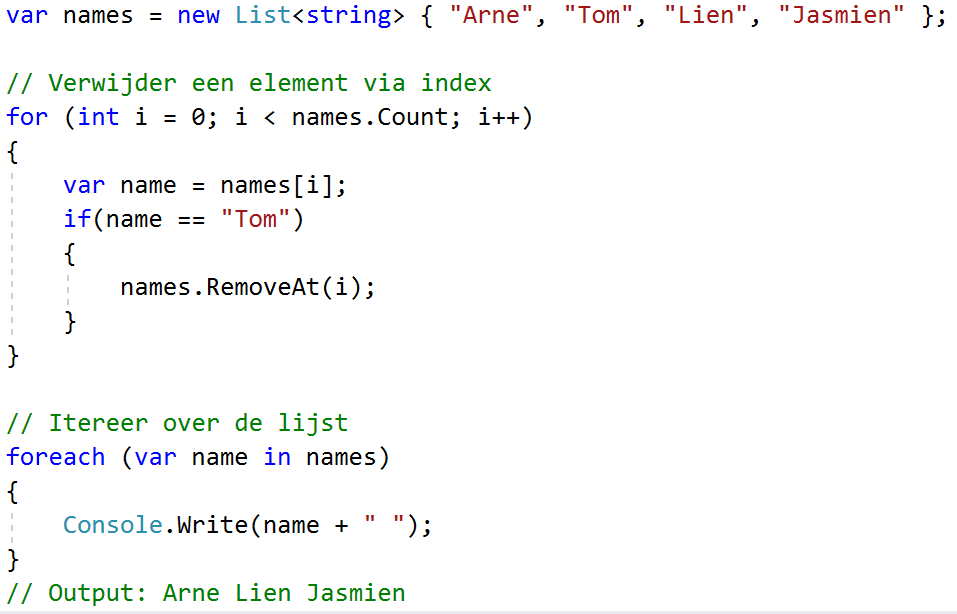 var names = new List<string> { "Arne", "Tom", "Lien", "Jasmien" };

// Verwijder een element via index
for (int i = 0; i < names.Count; i++)
{
    var name = names[i];
    if(name == "Tom")
    {
        names.RemoveAt(i);
    }
}

// Itereer over de lijst
foreach (var name in names)
{
    Console.Write(name + " ");
}
// Output: Arne Lien Jasmien